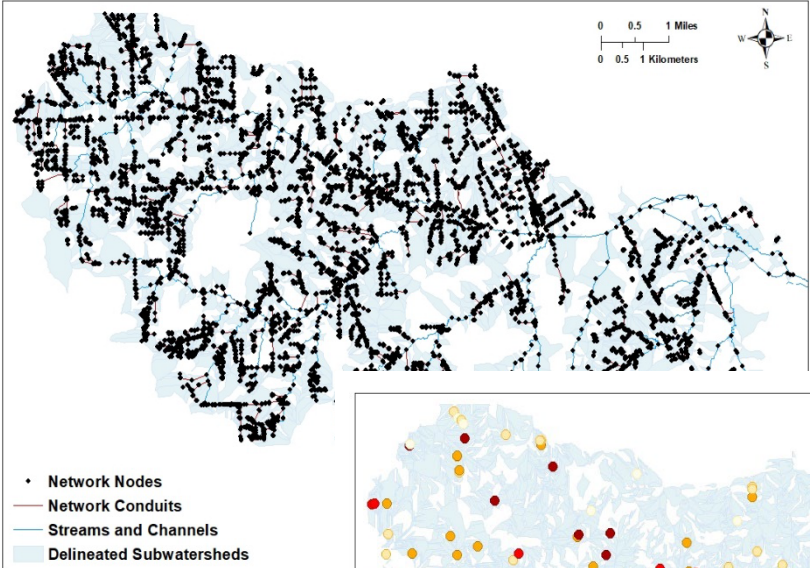 0 0.5 1 Miles
0 0.5 1 Kilometers
N
W E
S
Network Nodes
Network Conduits
Streams and Channels
Delineated Subwatersheds